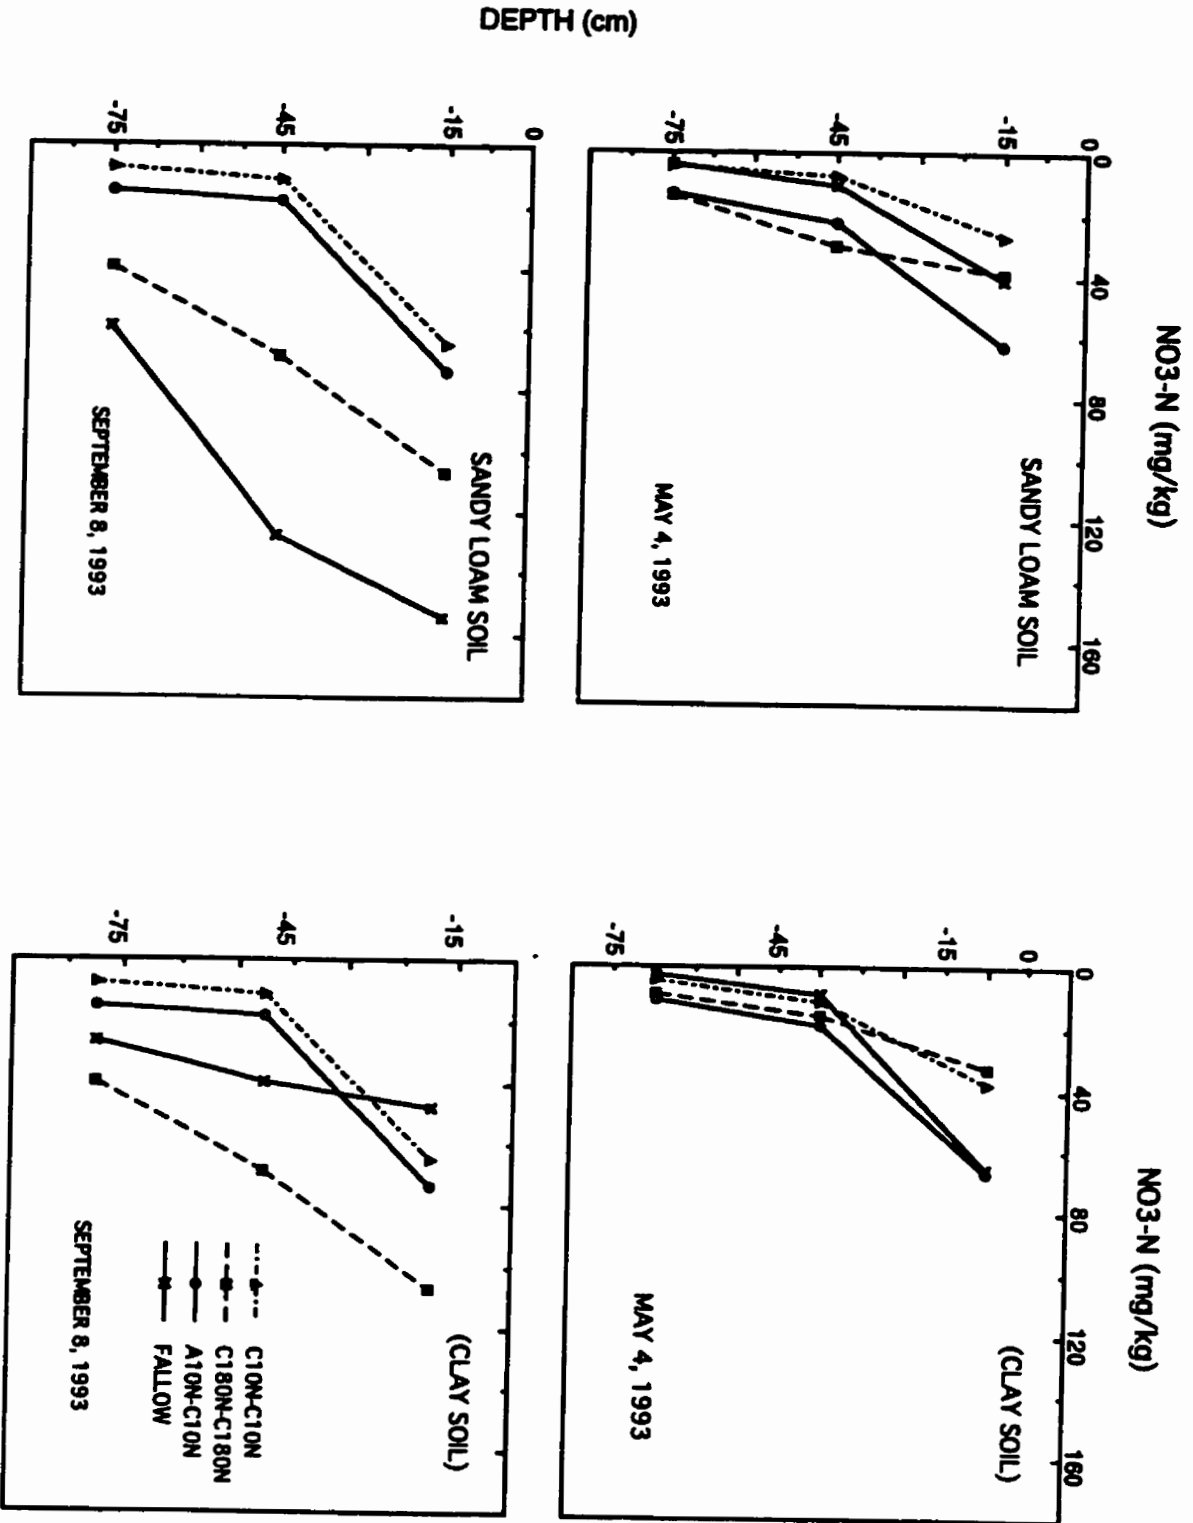 NO3-N (mg/kg)
0 40 80 120 160
0
-15
-45
-75
SANDY LOAM SOIL
MAY 4, 1993
NO3-N (mg/kg)
0 40 80 120 160
0
-15
-45
-75
(CLAY SOIL)
MAY 4, 1993
DEPTH (cm)
0
-15
-45
-75
SANDY LOAM SOIL
SEPTEMBER 8, 1993
-15
-45
-75
(CLAY SOIL)
C10N-C10N
C180N-C180N
A10N-C10N
FALLOW
SEPTEMBER 8, 1993